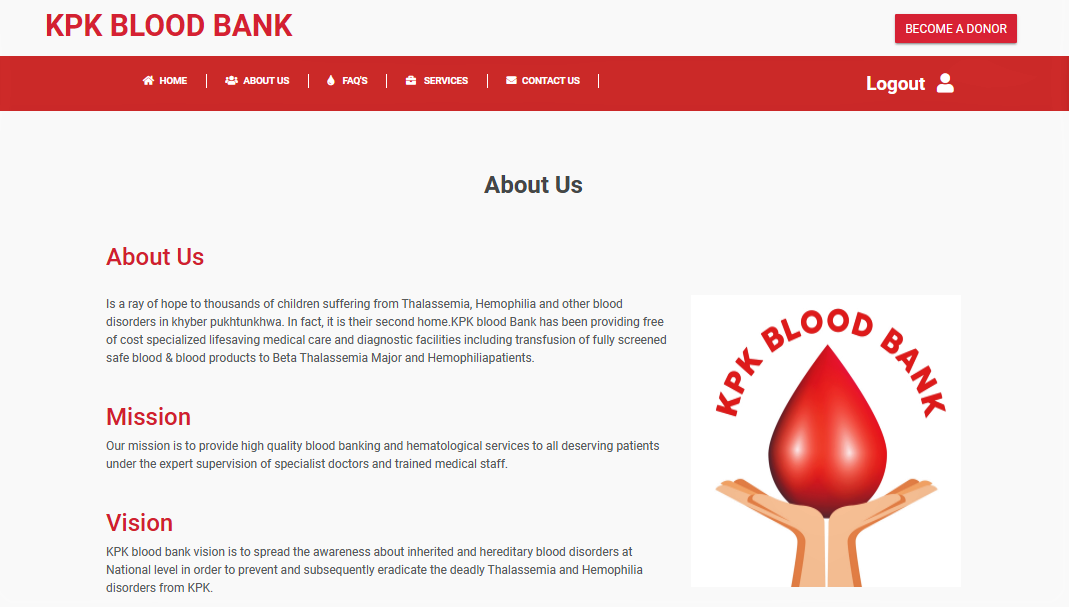 KPK BLOOD BANK
BECOME A DONOR
HOME
ABOUT US
FAQ'S
SERVICES
CONTACT US
Logout
About Us
About Us
Is a ray of hope to thousands of children suffering from Thalassemia, Hemophilia and other blood
disorders in khyber pukhtunkhwa. In fact, it is their second home.KPK blood Bank has been providing free
of cost specialized lifesaving medical care and diagnostic facilities including transfusion of fully screened
safe blood & blood products to Beta Thalassemia Major and Hemophiliapatients.
KPK BLOOD BANK
Mission
Our mission is to provide high quality blood banking and hematological services to all deserving patients
under the expert supervision of specialist doctors and trained medical staff.
Vision
KPK blood bank vision is to spread the awareness about inherited and hereditary blood disorders at
National level in order to prevent and subsequently eradicate the deadly Thalassemia and Hemophilia
disorders from KPK.